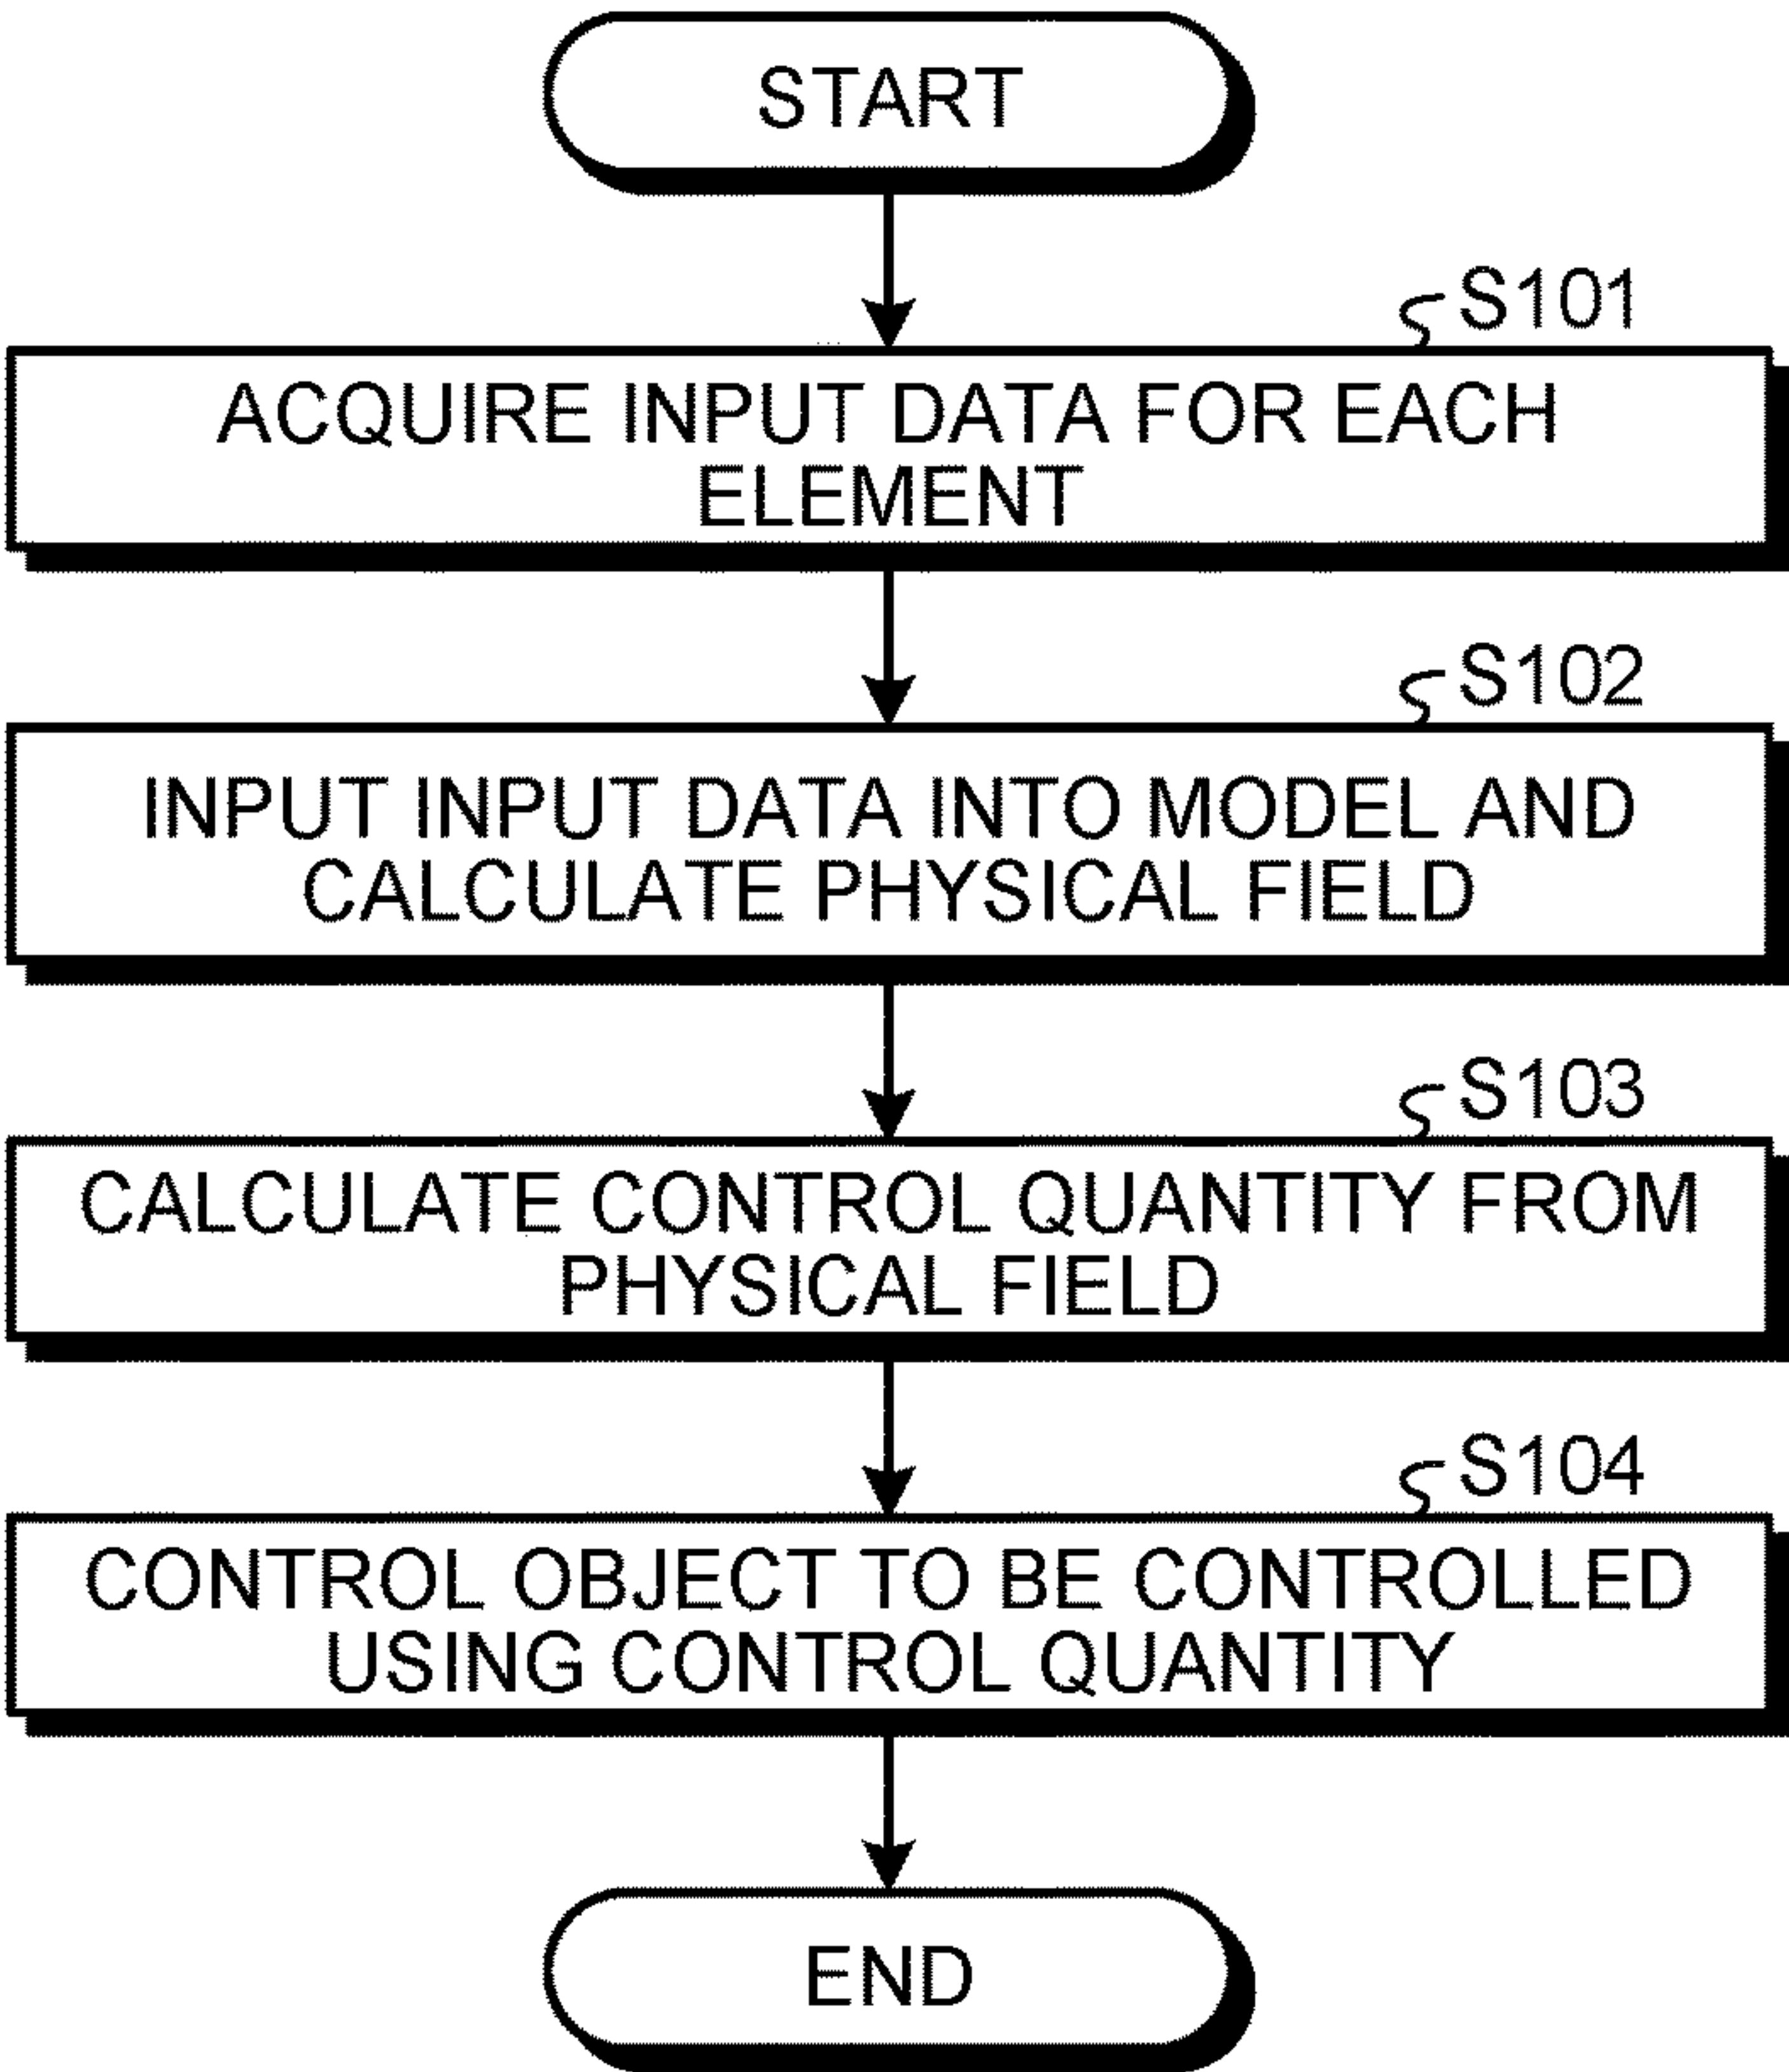 START
S101
ACQUIRE INPUT DATA FOR EACH
ELEMENT
S102
INPUT INPUT DATA INTO MODEL AND
CALCULATE PHYSICAL FIELD
S103
CALCULATE CONTROL QUANTITY FROM
PHYSICAL FIELD
S104
CONTROL OBJECT TO BE CONTROLLED
USING CONTROL QUANTITY
END